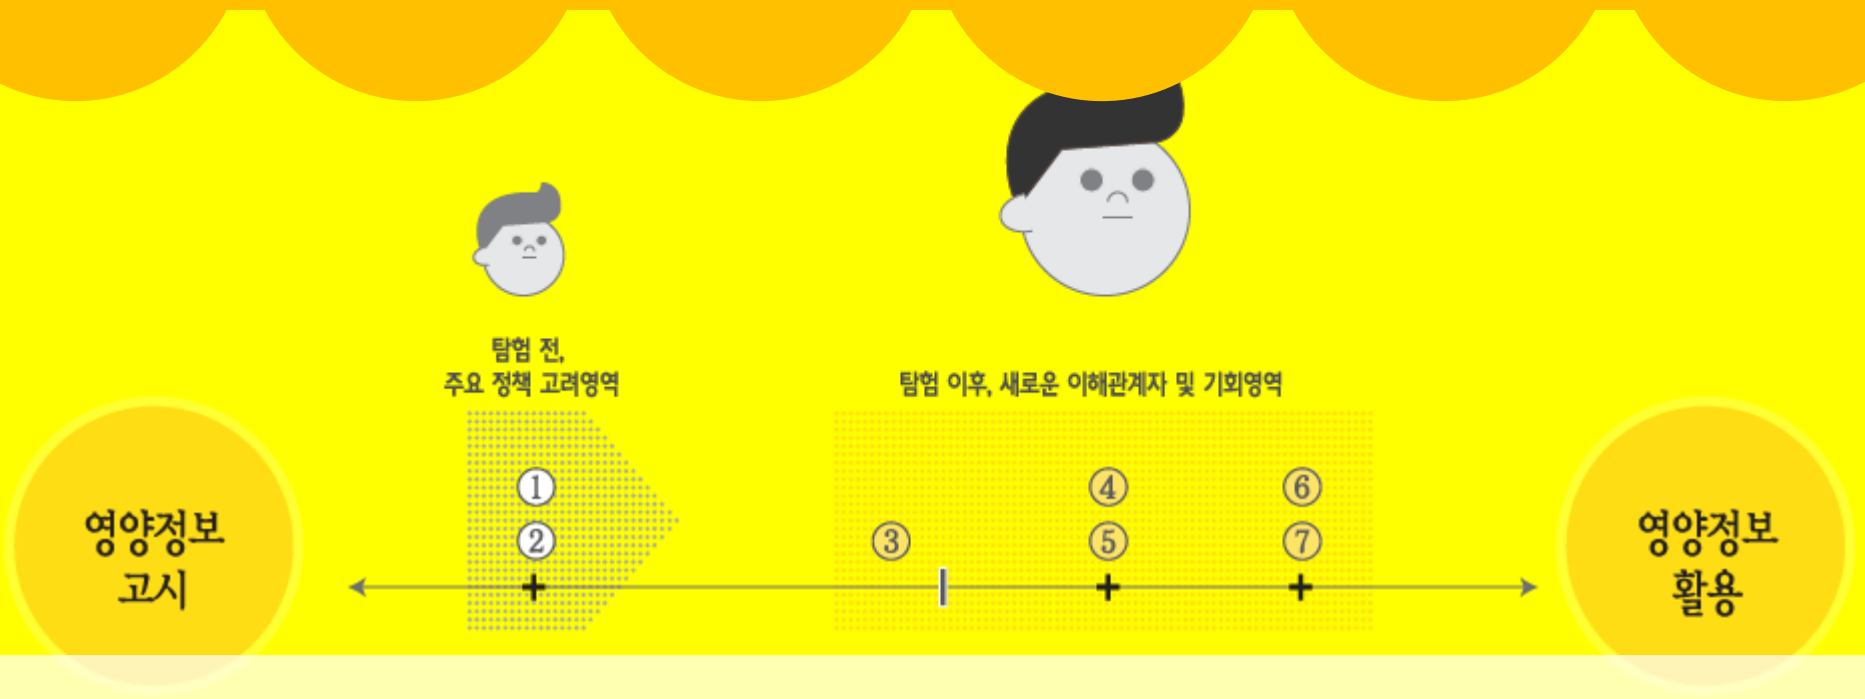 탐험 전,
주요 정책 고려영역
탐험 이후, 새로운 이해관계자 및 기회영역
① ④ ⑥
② ③ ⑤ ⑦
영양정보
고시
영양정보
활용